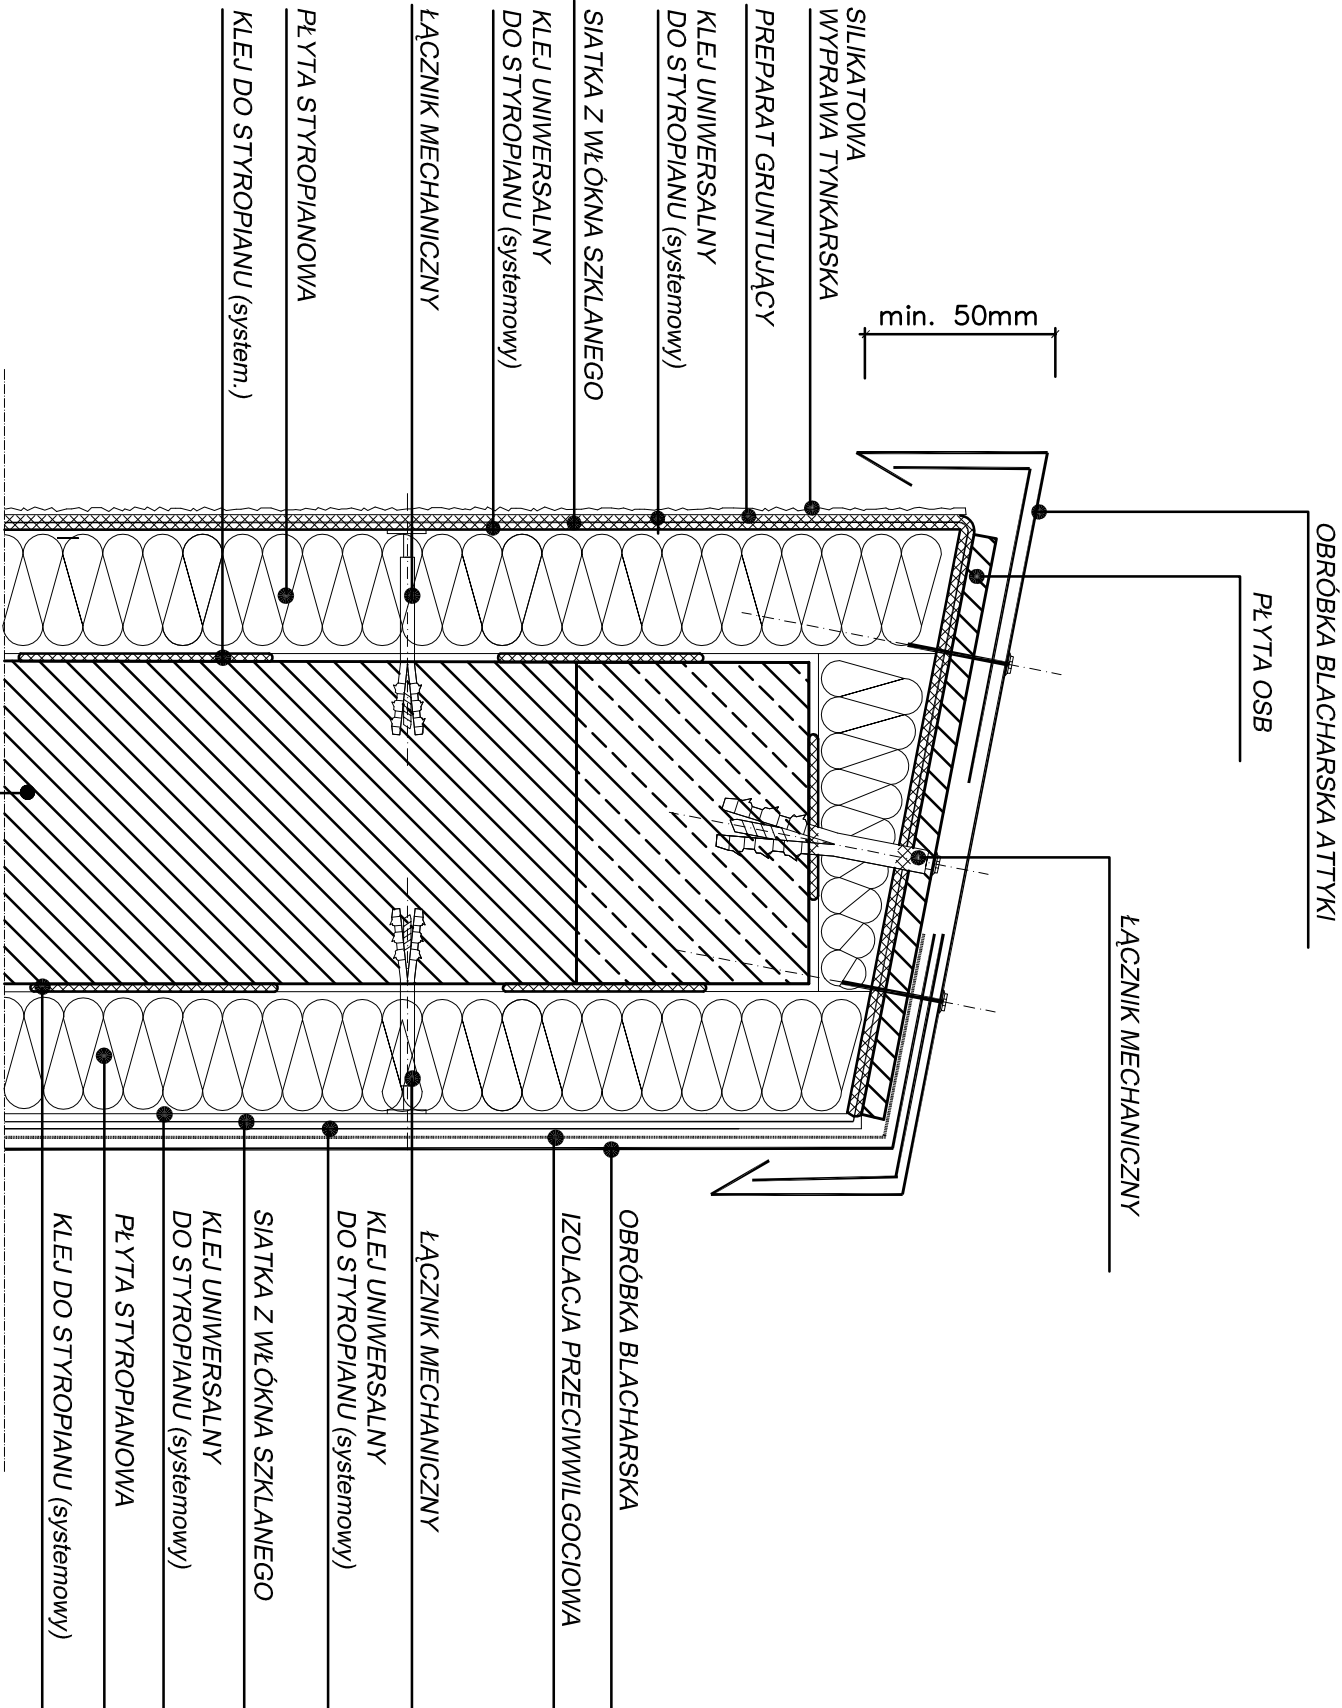 OBRÓBKA BLACHARSKA ATTYKI
PŁYTA OSB
ŁĄCZNIK MECHANICZNY
min. 50mm
SILIKATOWA
WYPRAWA TYNKARSKA
PREPARAT GRUNTUJĄCY
KLEJ UNIWERSALNY
DO STYROPIANU (systemowy)
SIATKA Z WŁÓKNA SZKLANEGO
KLEJ UNIWERSALNY
DO STYROPIANU (systemowy)
ŁĄCZNIK MECHANICZNY
PŁYTA STYROPIANOWA
KLEJ DO STYROPIANU (system.)
OBRÓBKA BLACHARSKA
IZOLACJA PRZECIWWILGOCIOWA
ŁĄCZNIK MECHANICZNY
KLEJ UNIWERSALNY
DO STYROPIANU (systemowy)
SIATKA Z WŁÓKNA SZKLANEGO
KLEJ UNIWERSALNY
DO STYROPIANU (systemowy)
PŁYTA STYROPIANOWA
KLEJ DO STYROPIANU (systemowy)